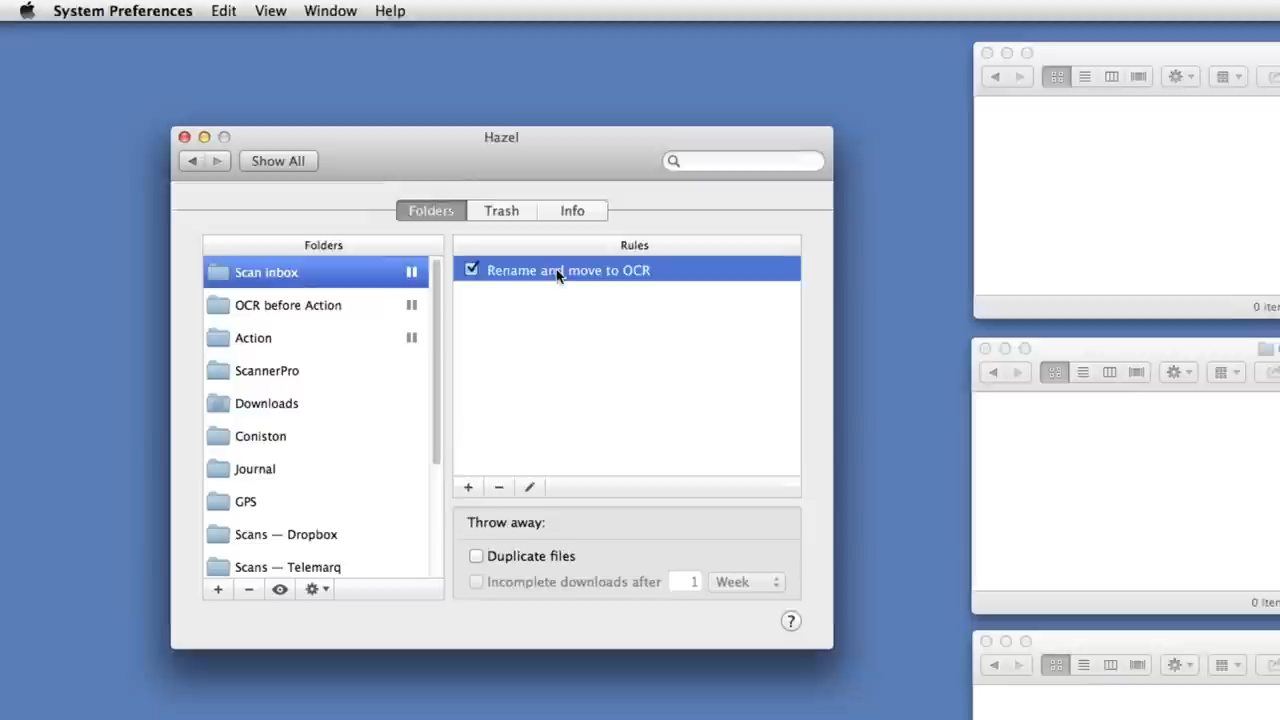 System Preferences Edit View Window Help
Hazel
Show All
Folders Trash Info
Folders
Scan inbox
OCR before Action
Action
ScannerPro
Downloads
Coniston
Journal
GPS
Scans — Dropbox
Scans — Telemarq
Rules
Rename and move to OCR
Throw away:
Duplicate files
Incomplete downloads after 1 Week
?
0
0